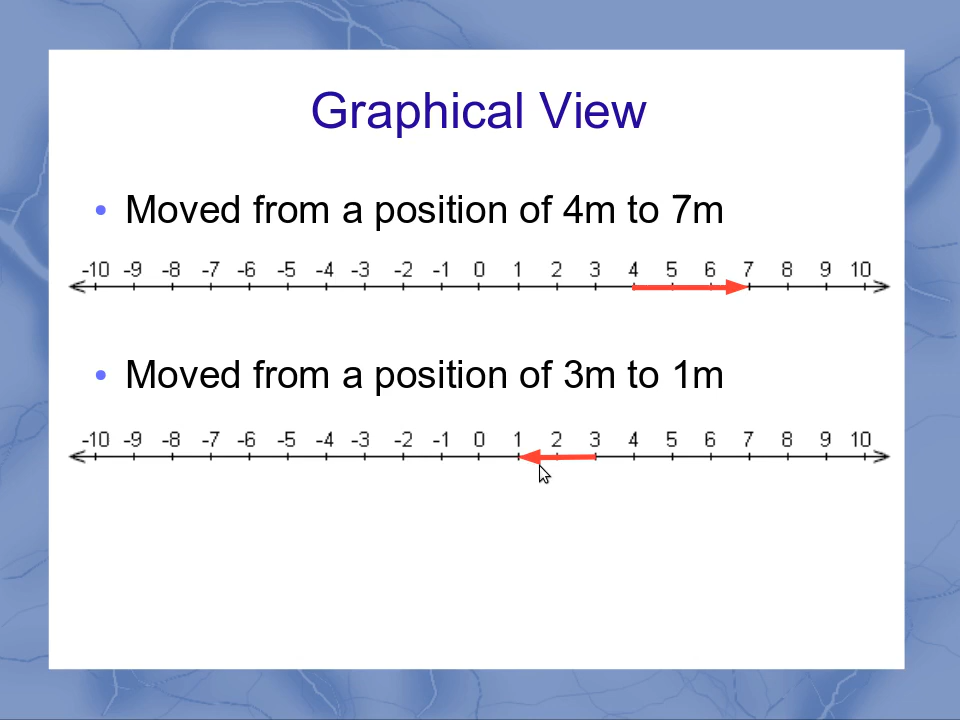 Graphical View
• Moved from a position of 4m to 7m
-10 -9 -8 -7 -6 -5 -4 -3 -2 -1 0 1 2 3 4 5 6 7 8 9 10
• Moved from a position of 3m to 1m
-10 -9 -8 -7 -6 -5 -4 -3 -2 -1 0 1 2 3 4 5 6 7 8 9 10